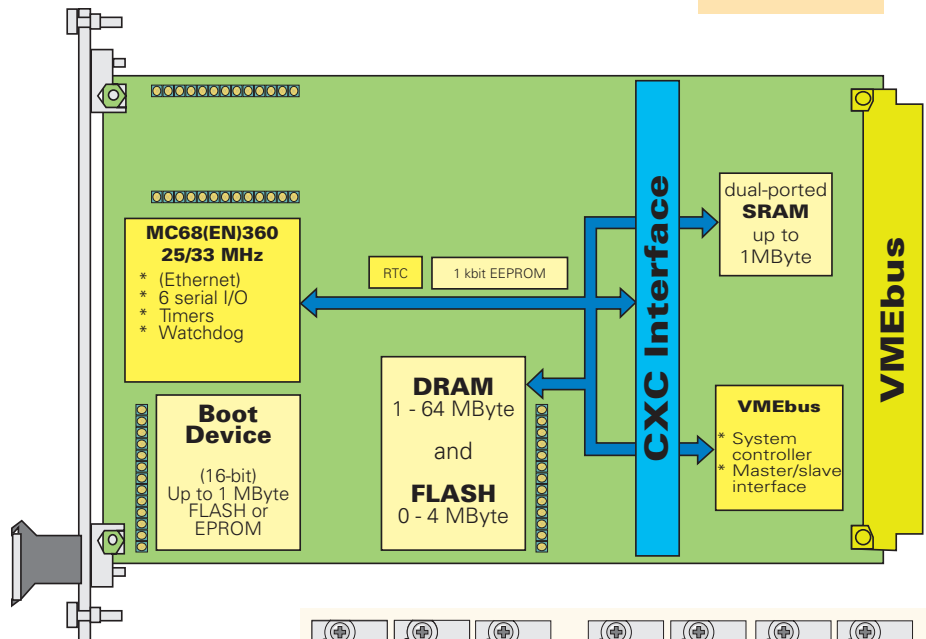 MC68(EN)360
25/33 MHz
* (Ethernet)
* 6 serial I/O
* Timers
* Watchdog
RTC
1 kbit EEPROM
Boot
Device
(16-bit)
Up to 1 MByte
FLASH or
EPROM
DRAM
1 - 64 MByte
and
FLASH
0 - 4 MByte
CXC Interface
dual-ported
SRAM
up to
1MByte
VMEbus
* System
controller
* Master/slave
interface
VMEbus